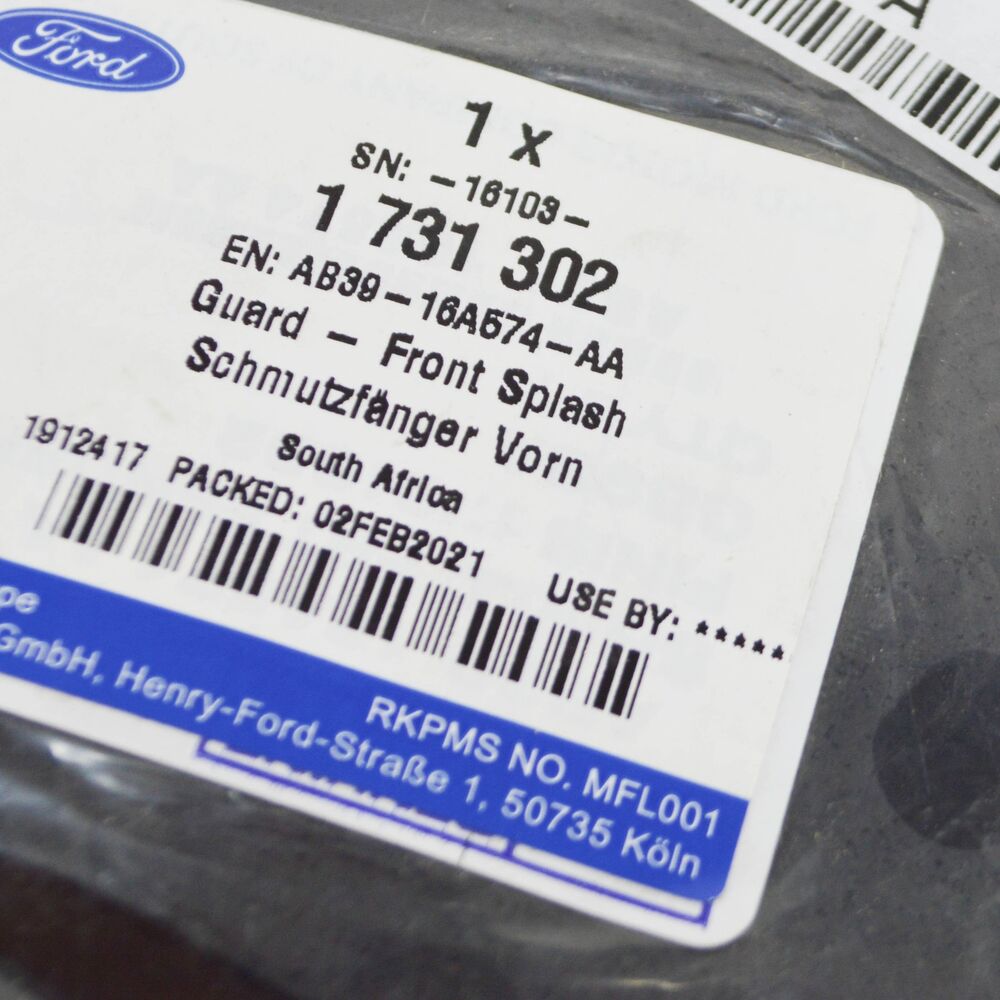 Ford
A
1 x
SN: -16103-
1 731 302
EN: AB39-16A574-AA
Guard - Front Splash
Schmutzfänger Vorn
South Africa
1912417 PACKED: 02FEB2021 USE BY: *****
RKPMS NO. MFL001
GmbH, Henry-Ford-Straße 1, 50735 Köln